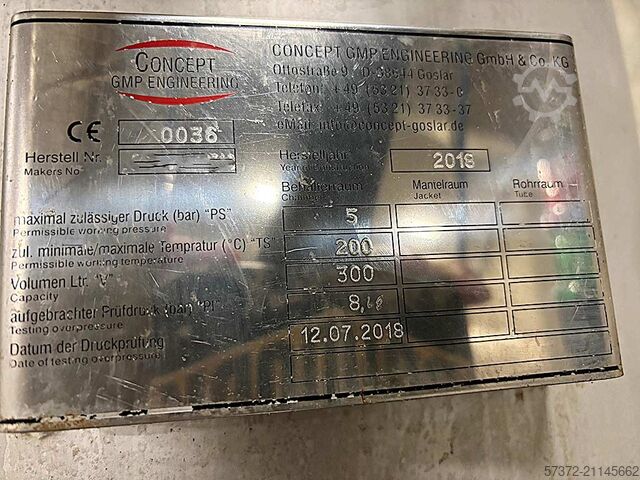 CONCEPT
GMP ENGINEERING
CONCEPT GMP ENGINEERING GmbH & Co. KG
Ottostraße 9, D-38644 Goslar
Telefon: +49 (5321) 3733-0
Telefax: +49 (5321) 3733-37
eMail: info@concept-goslar.de
CE 0036
Herstell Nr.
Makers No
Herstelljahr 2018
Year of construction
Behälterraum Mantelraum Rohrraum
Chamber Jacket Tube
maximal zulässiger Druck (bar) "PS" 5
Permissible working pressure
zul. minimale/maximale Tempratur (°C) "TS" 200
Permissible working temperature
Volumen Ltr. "V" 300
Capacity
aufgebrachter Prüfdruck (bar) "Pt"
Testing overpressure
Datum der Druckprüfung 12.07.2018
Date of testing overpressure
57372-21145662